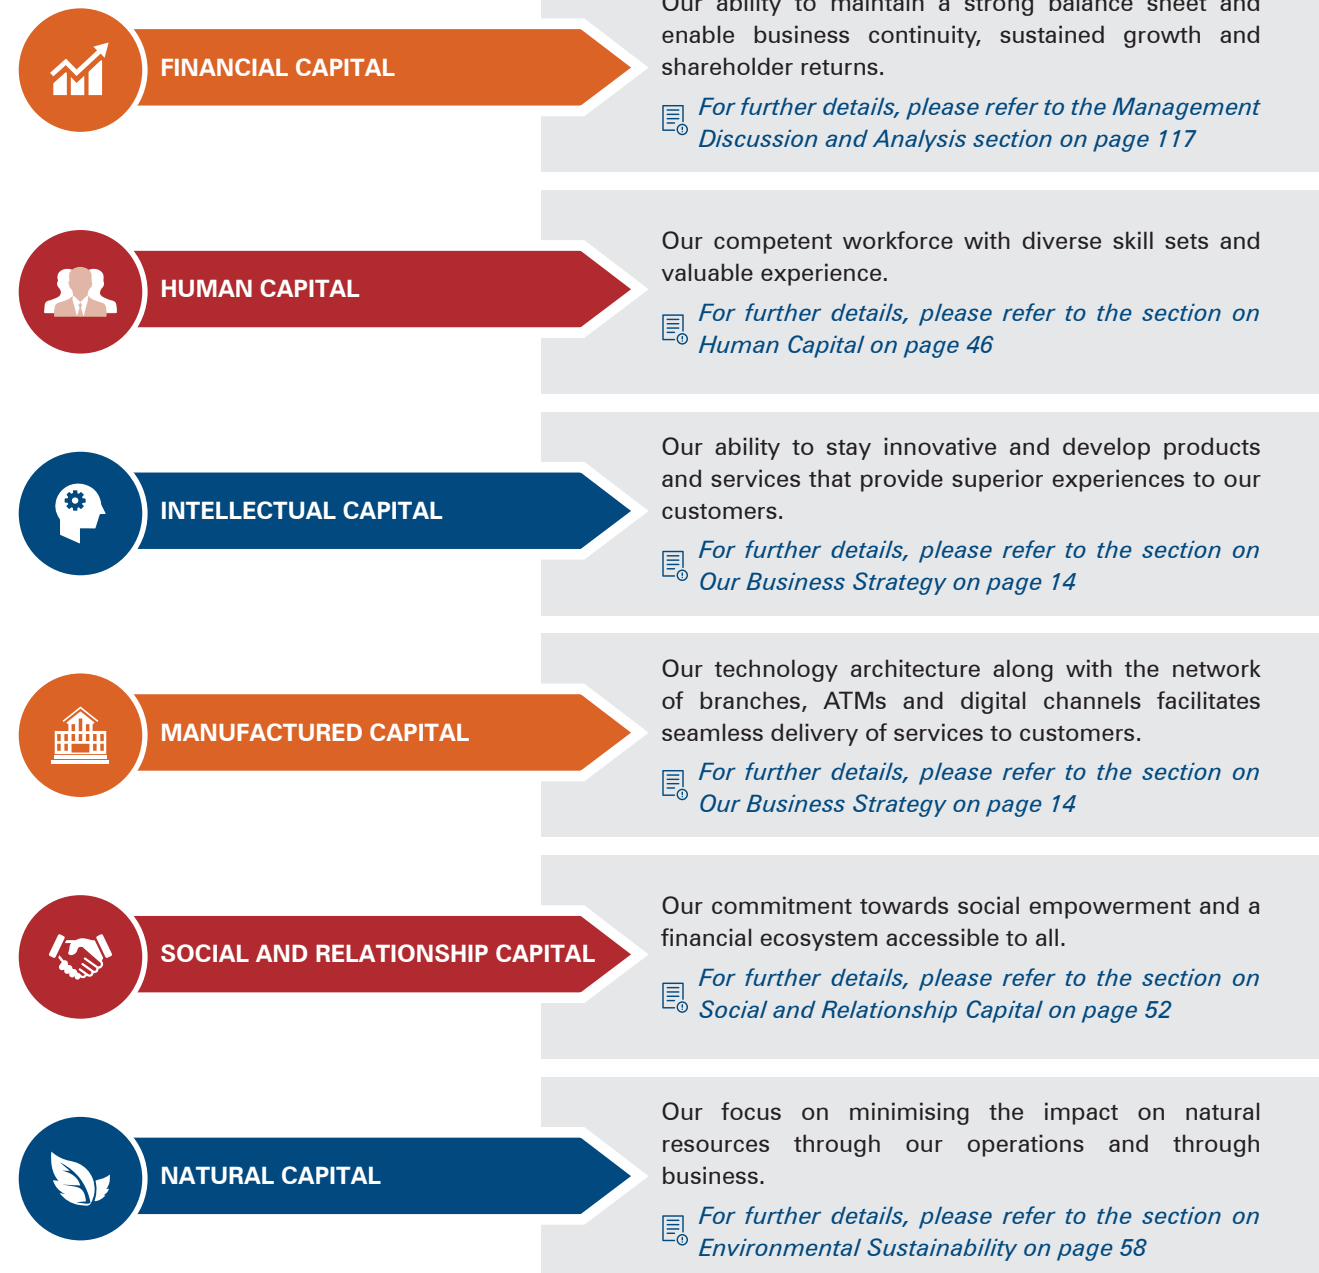 FINANCIAL CAPITAL
Our ability to maintain a strong balance sheet and
enable business continuity, sustained growth and
shareholder returns.
For further details, please refer to the Management
Discussion and Analysis section on page 117
HUMAN CAPITAL
Our competent workforce with diverse skill sets and
valuable experience.
For further details, please refer to the section on
Human Capital on page 46
INTELLECTUAL CAPITAL
Our ability to stay innovative and develop products
and services that provide superior experiences to our
customers.
For further details, please refer to the section on
Our Business Strategy on page 14
MANUFACTURED CAPITAL
Our technology architecture along with the network
of branches, ATMs and digital channels facilitates
seamless delivery of services to customers.
For further details, please refer to the section on
Our Business Strategy on page 14
SOCIAL AND RELATIONSHIP CAPITAL
Our commitment towards social empowerment and a
financial ecosystem accessible to all.
For further details, please refer to the section on
Social and Relationship Capital on page 52
NATURAL CAPITAL
Our focus on minimising the impact on natural
resources through our operations and through
business.
For further details, please refer to the section on
Environmental Sustainability on page 58